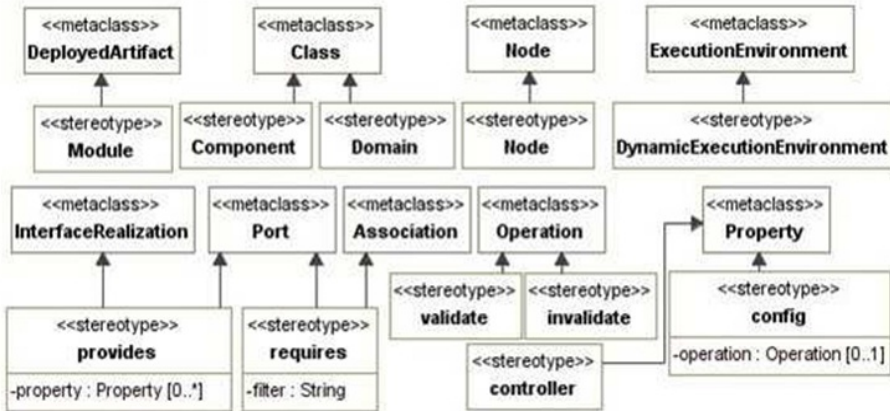 <<metaclass>>
DeployedArtifact
<<metaclass>>
Class
<<metaclass>>
Node
<<metaclass>>
ExecutionEnvironment
<<stereotype>>
Module
<<stereotype>>
Component
<<stereotype>>
Domain
<<stereotype>>
Node
<<stereotype>>
DynamicExecutionEnvironment
<<metaclass>>
InterfaceRealization
<<metaclass>>
Port
<<metaclass>>
Association
<<metaclass>>
Operation
<<metaclass>>
Property
<<stereotype>>
provides
-property : Property [0..*]
<<stereotype>>
requires
-filter : String
<<stereotype>>
validate
<<stereotype>>
invalidate
<<stereotype>>
controller
<<stereotype>>
config
-operation : Operation [0..1]